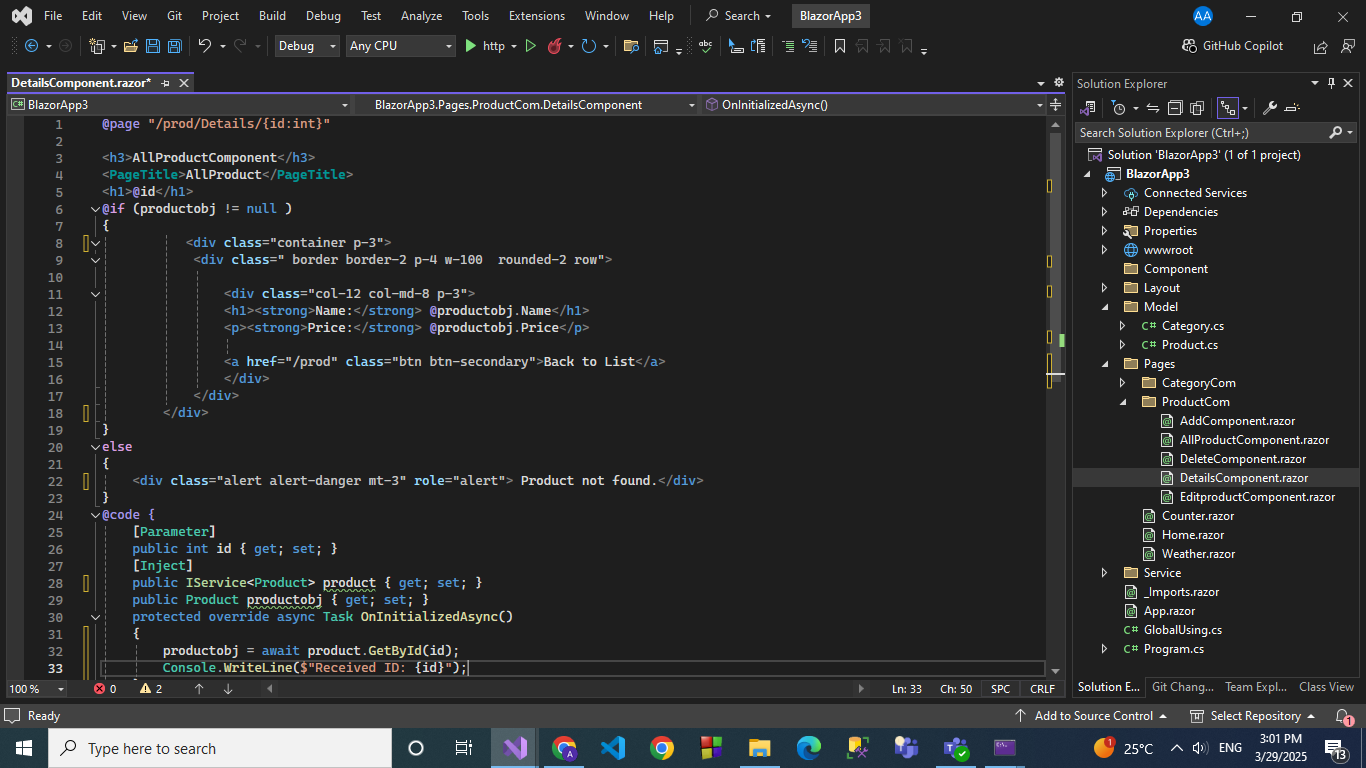 File Edit View Git Project Build Debug Test Analyze Tools Extensions Window Help Search BlazorApp3 AA
Debug Any CPU http GitHub Copilot
DetailsComponent.razor*
BlazorApp3 BlazorApp3.Pages.ProductCom.DetailsComponent OnInitializedAsync()
1 @page "/prod/Details/{id:int}"
2
3 <h3>AllProductComponent</h3>
4 <PageTitle>AllProduct</PageTitle>
5 <h1>@id</h1>
6 @if (productobj != null )
7 {
8 <div class="container p-3">
9 <div class=" border border-2 p-4 w-100  rounded-2 row">
10
11 <div class="col-12 col-md-8 p-3">
12 <h1><strong>Name:</strong> @productobj.Name</h1>
13 <p><strong>Price:</strong> @productobj.Price</p>
14
15 <a href="/prod" class="btn btn-secondary">Back to List</a>
16 </div>
17 </div>
18 </div>
19 }
20 else
21 {
22 <div class="alert alert-danger mt-3" role="alert"> Product not found.</div>
23 }
24 @code {
25 [Parameter]
26 public int id { get; set; }
27 [Inject]
28 public IService<Product> product { get; set; }
29 public Product productobj { get; set; }
30 protected override async Task OnInitializedAsync()
31 {
32 productobj = await product.GetById(id);
33 Console.WriteLine($"Received ID: {id}");
100 % 0 2 Ln: 33 Ch: 50 SPC CRLF
Solution Explorer
Search Solution Explorer (Ctrl+;)
Solution 'BlazorApp3' (1 of 1 project)
BlazorApp3
Connected Services
Dependencies
Properties
wwwroot
Component
Layout
Model
C# Category.cs
C# Product.cs
Pages
CategoryCom
ProductCom
AddComponent.razor
AllProductComponent.razor
DeleteComponent.razor
DetailsComponent.razor
EditproductComponent.razor
Counter.razor
Home.razor
Weather.razor
Service
_Imports.razor
App.razor
C# GlobalUsing.cs
C# Program.cs
Solution E... Git Chang... Team Expl... Class View
Ready Add to Source Control Select Repository 1
Type here to search 1 25°C ENG 3:01 PM
3/29/2025 13